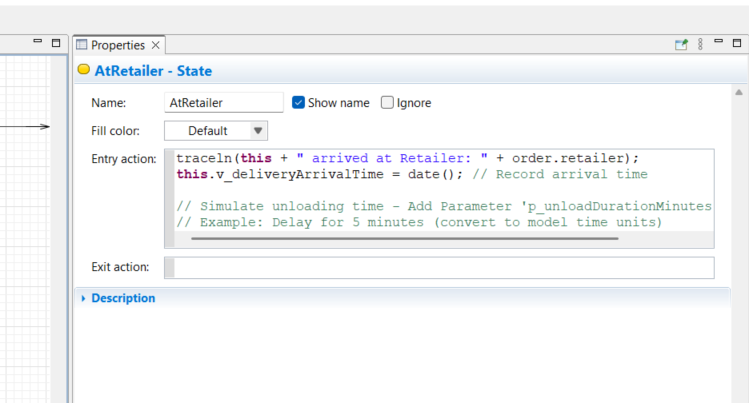 Properties
AtRetailer - State
Name: AtRetailer Show name Ignore
Fill color: Default
Entry action: traceln(this + " arrived at Retailer: " + order.retailer);
this.v_deliveryArrivalTime = date(); // Record arrival time
// Simulate unloading time - Add Parameter 'p_unloadDurationMinutes
// Example: Delay for 5 minutes (convert to model time units)
Exit action:
Description